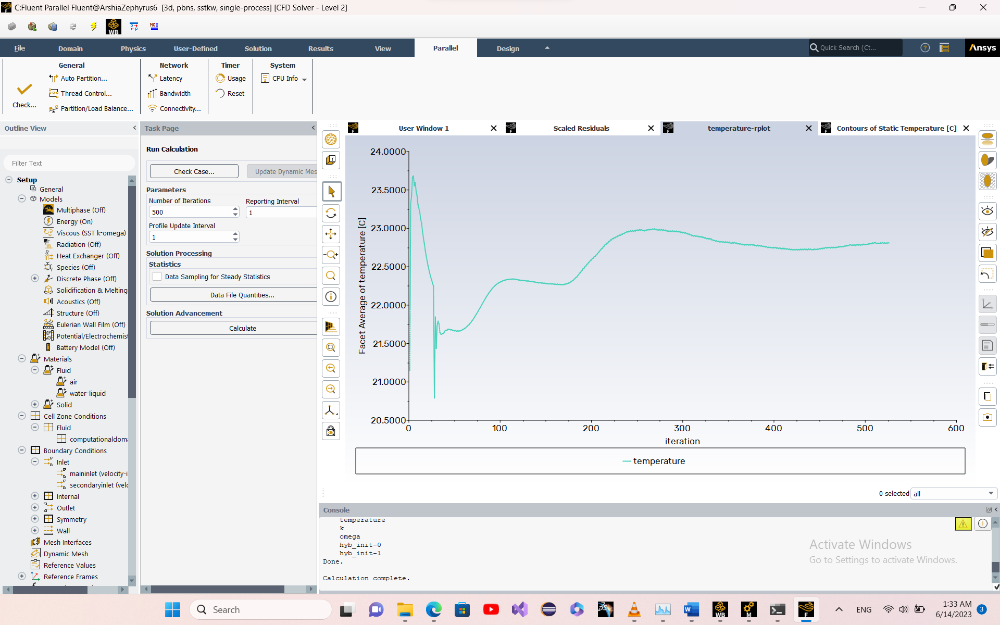 C:Fluent Parallel Fluent@ArshiaZephyrus6 [3d, pbns, sstkw, single-process] [CFD Solver - Level 2]
WB
File Domain Physics User-Defined Solution Results View Parallel Design
Quick Search (Ct...
Ansys
General
Check...
Auto Partition...
Thread Control...
Partition/Load Balance...
Network
Latency
Bandwidth
Connectivity...
Timer
Usage
Reset
System
CPU Info
Outline View
Filter Text
Setup
General
Models
Multiphase (Off)
Energy (On)
Viscous (SST k-omega)
Radiation (Off)
Heat Exchanger (Off)
Species (Off)
Discrete Phase (Off)
Solidification & Melting
Acoustics (Off)
Structure (Off)
Eulerian Wall Film (Off)
Potential/Electrochemist
Battery Model (Off)
Materials
Fluid
air
water-liquid
Solid
Cell Zone Conditions
Fluid
computationaldoma
Boundary Conditions
Inlet
maininlet (velocity-i
secondaryinlet (velo
Internal
Outlet
Symmetry
Wall
Mesh Interfaces
Dynamic Mesh
Reference Values
Reference Frames
Task Page
Run Calculation
Check Case...
Update Dynamic Mes
Parameters
Number of Iterations
500
Reporting Interval
1
Profile Update Interval
1
Solution Processing
Statistics
Data Sampling for Steady Statistics
Data File Quantities...
Solution Advancement
Calculate
User Window 1
Scaled Residuals
temperature-rplot
Contours of Static Temperature [C]
Facet Average of temperature [C]
24.0000
23.5000
23.0000
22.5000
22.0000
21.5000
21.0000
20.5000
0 100 200 300 400 500 600
iteration
temperature
0 selected all
Console
temperature
k
omega
hyb_init-0
hyb_init-1
Done.
Calculation complete.
Activate Windows
Go to Settings to activate Windows.
Search
WB
M
F
ENG
1:33 AM
6/14/2023
3